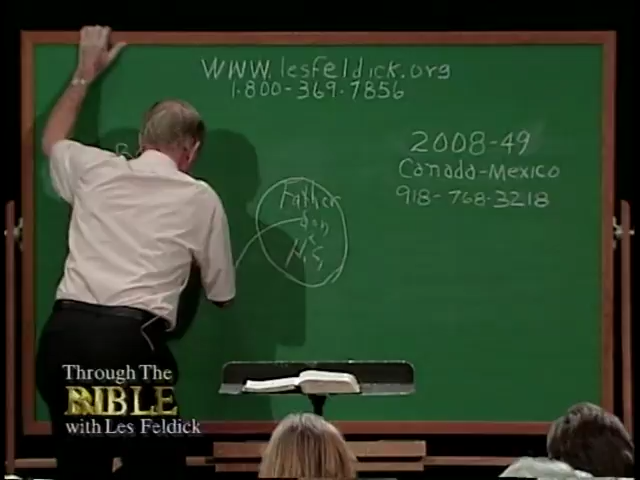 www.lesfeldick.org
1-800-369-7856
2008-49
Canada-Mexico
918-768-3218
Father
Son
H.S.
Through The
BIBLE
with Les Feldick